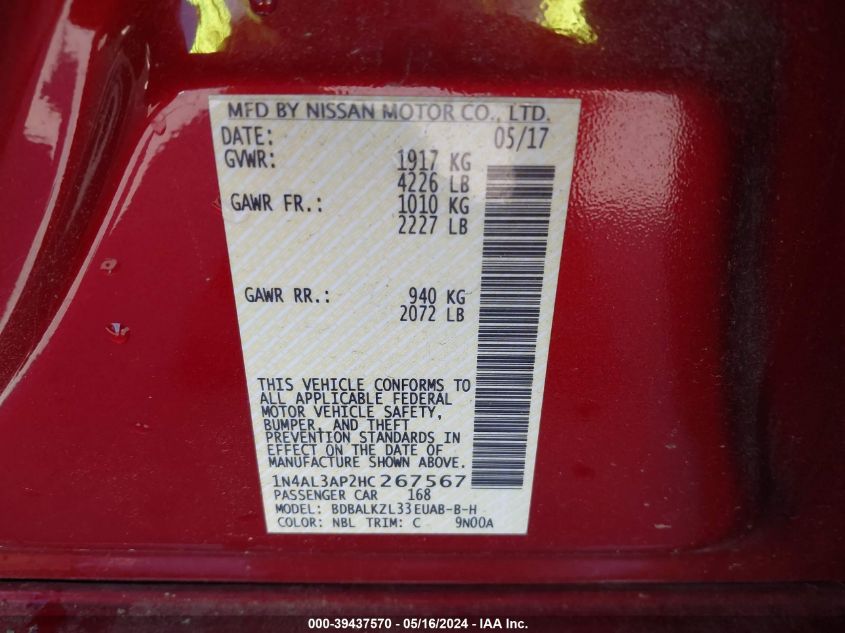 MFD BY NISSAN MOTOR CO., LTD.
DATE: 05/17
GVWR: 1917 KG
4226 LB
GAWR FR.: 1010 KG
2227 LB
GAWR RR.: 940 KG
2072 LB
THIS VEHICLE CONFORMS TO
ALL APPLICABLE FEDERAL
MOTOR VEHICLE SAFETY,
BUMPER, AND THEFT
PREVENTION STANDARDS IN
EFFECT ON THE DATE OF
MANUFACTURE SHOWN ABOVE.
1N4AL3AP2HC267567
PASSENGER CAR 168
MODEL: BDBALKZL33EUAB-B-H
COLOR: NBL TRIM: C 9N00A
000-39437570 - 05/16/2024 - IAA Inc.